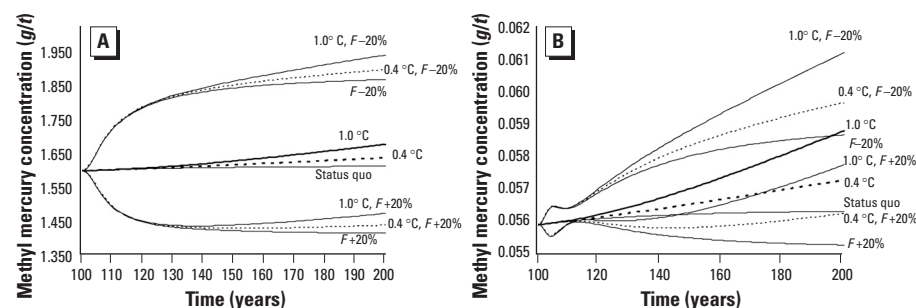 A
Methyl mercury concentration (g/t)
1.950
1.850
1.750
1.650
1.550
1.450
1.350
1.0° C, F–20%
0.4 °C, F–20%
F–20%
1.0 °C
0.4 °C
Status quo
1.0° C, F+20%
0.4 °C, F+20%
F+20%
100 110 120 130 140 150 160 170 180 190 200
Time (years)
B
Methyl mercury concentration (g/t)
0.062
0.061
0.060
0.059
0.058
0.057
0.056
0.055
1.0° C, F–20%
0.4 °C, F–20%
1.0 °C
F–20%
1.0° C, F+20%
0.4 °C
Status quo
0.4 °C, F+20%
F+20%
100 120 140 160 180 200
Time (years)